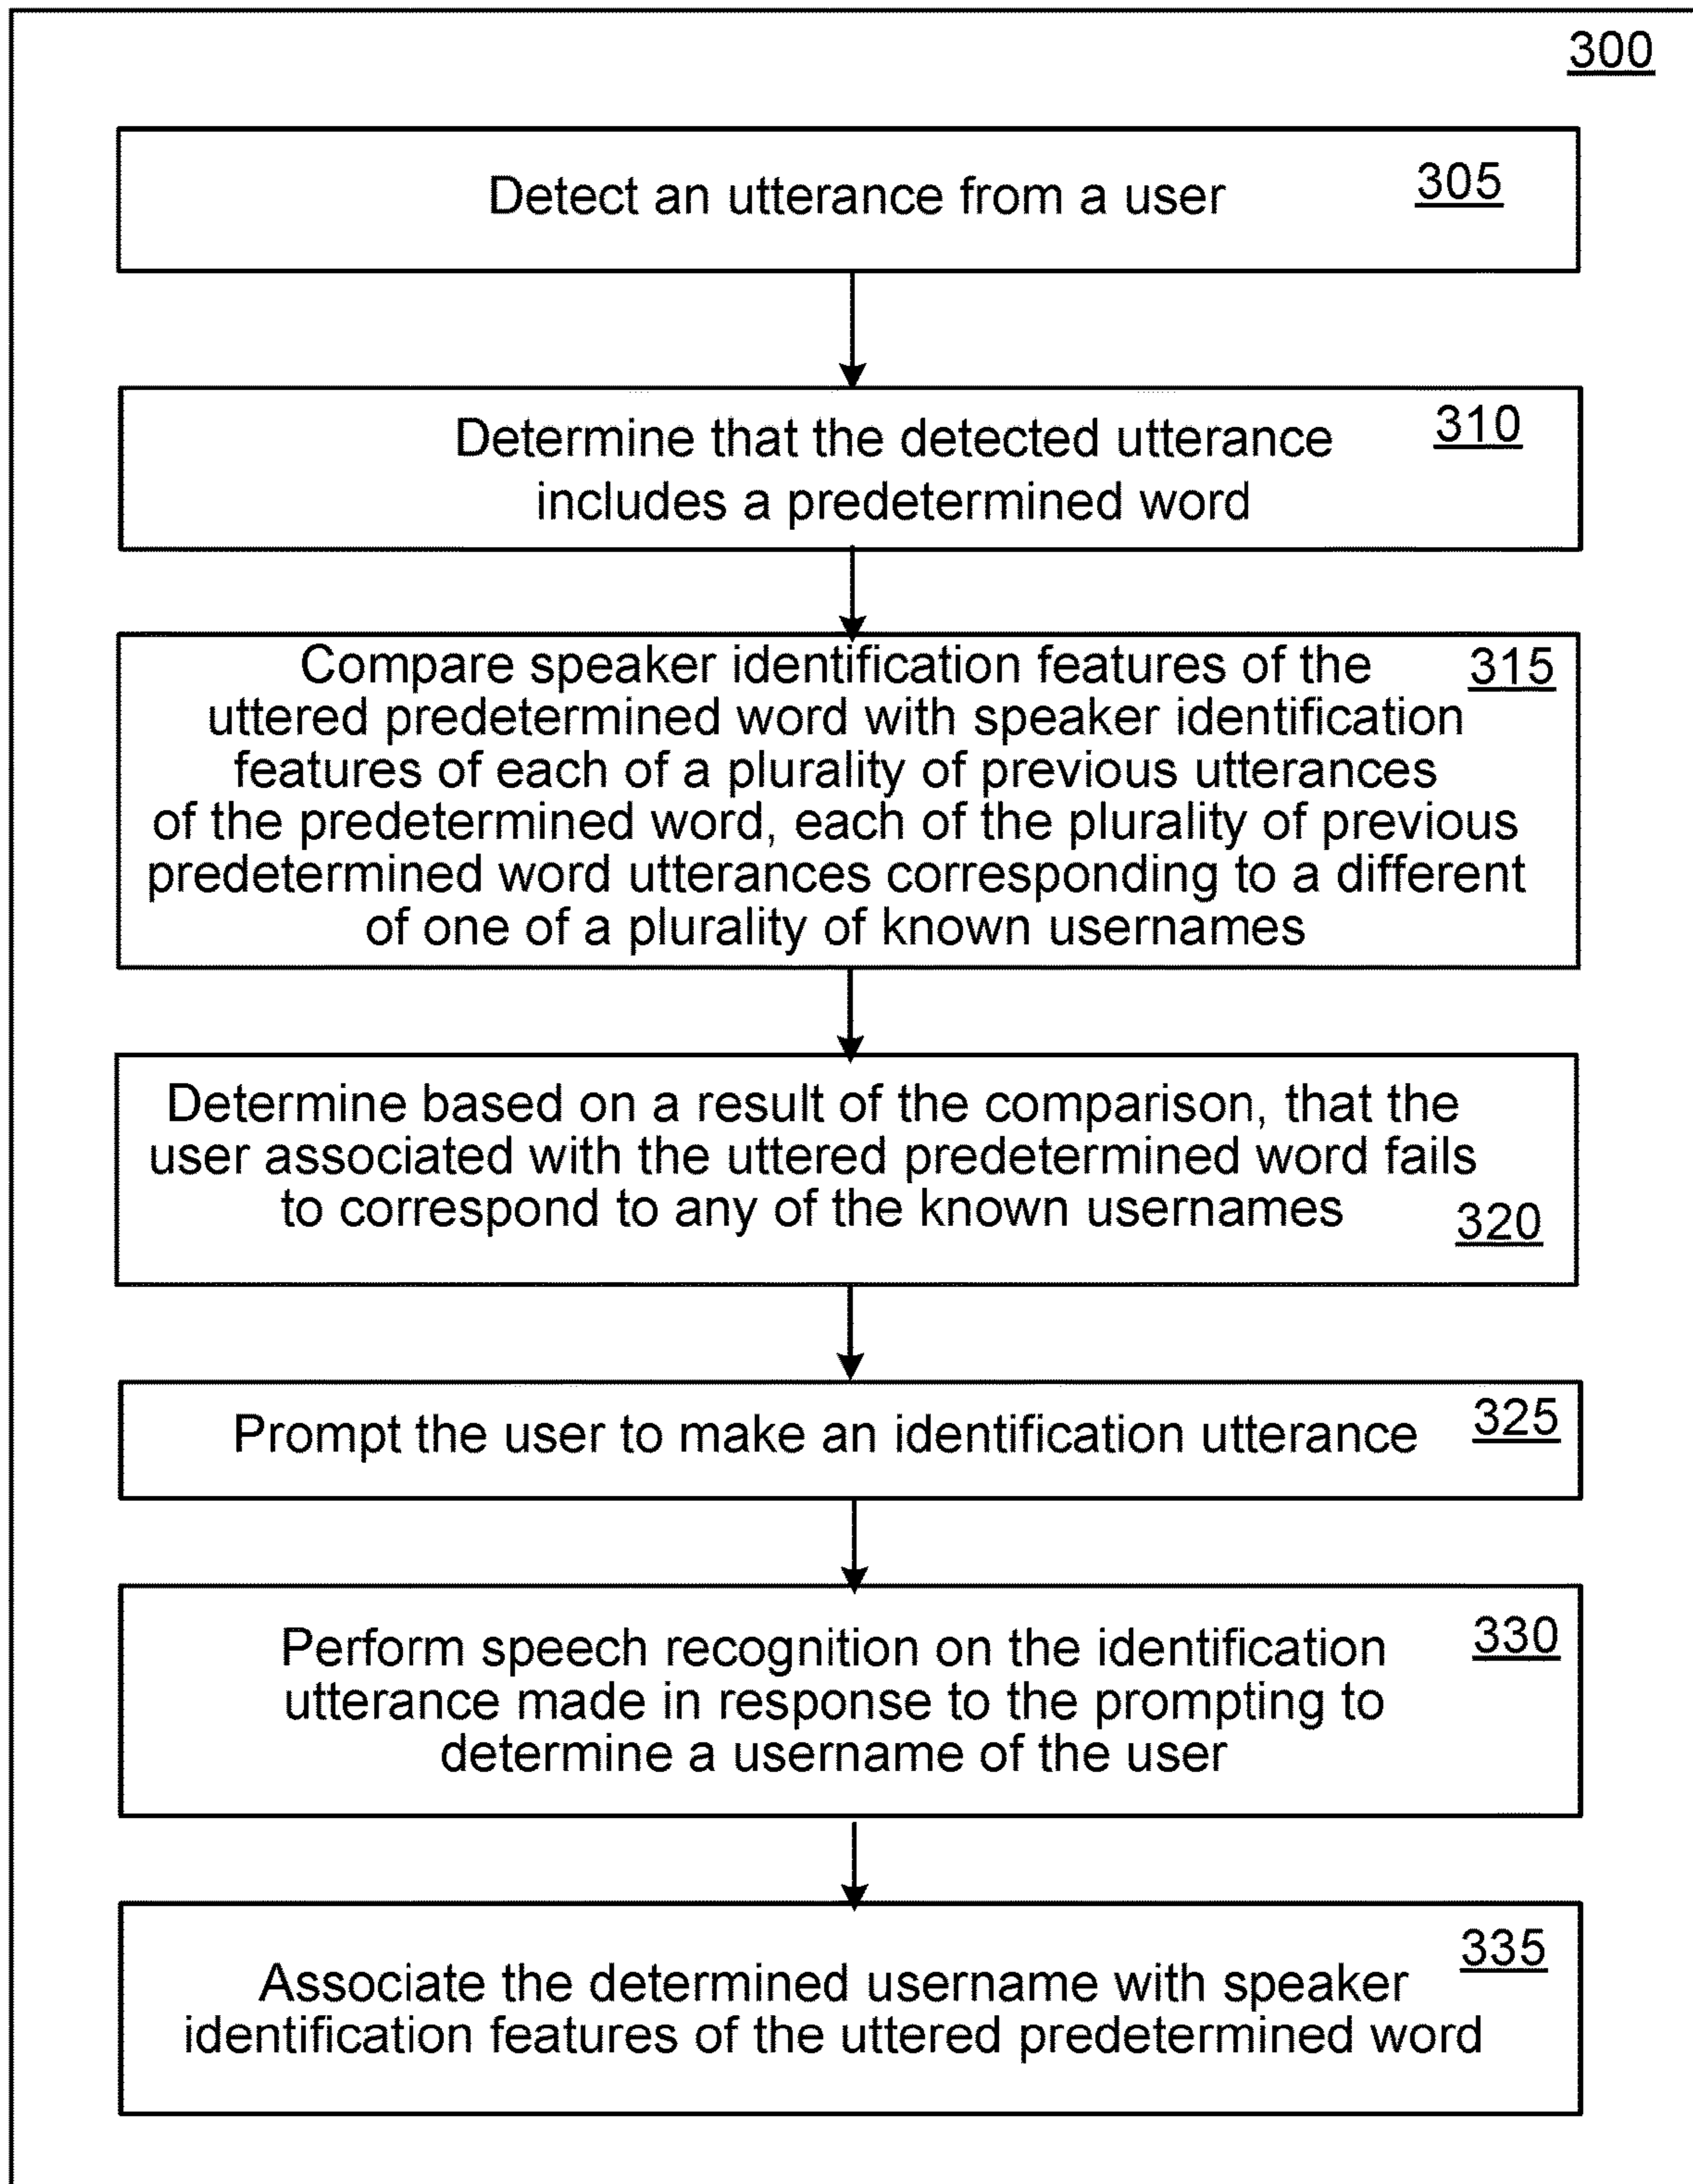 300
Detect an utterance from a user
305
Determine that the detected utterance
310
includes a predetermined word
Compare speaker identification features of the
315
uttered predetermined word with speaker identification
features of each of a plurality of previous utterances
of the predetermined word, each of the plurality of previous
predetermined word utterances corresponding to a different
of one of a plurality of known usernames
Determine based on a result of the comparison, that the
user associated with the uttered predetermined word fails
to correspond to any of the known usernames
320
Prompt the user to make an identification utterance
325
Perform speech recognition on the identification
330
utterance made in response to the prompting to
determine a username of the user
335
Associate the determined username with speaker
identification features of the uttered predetermined word